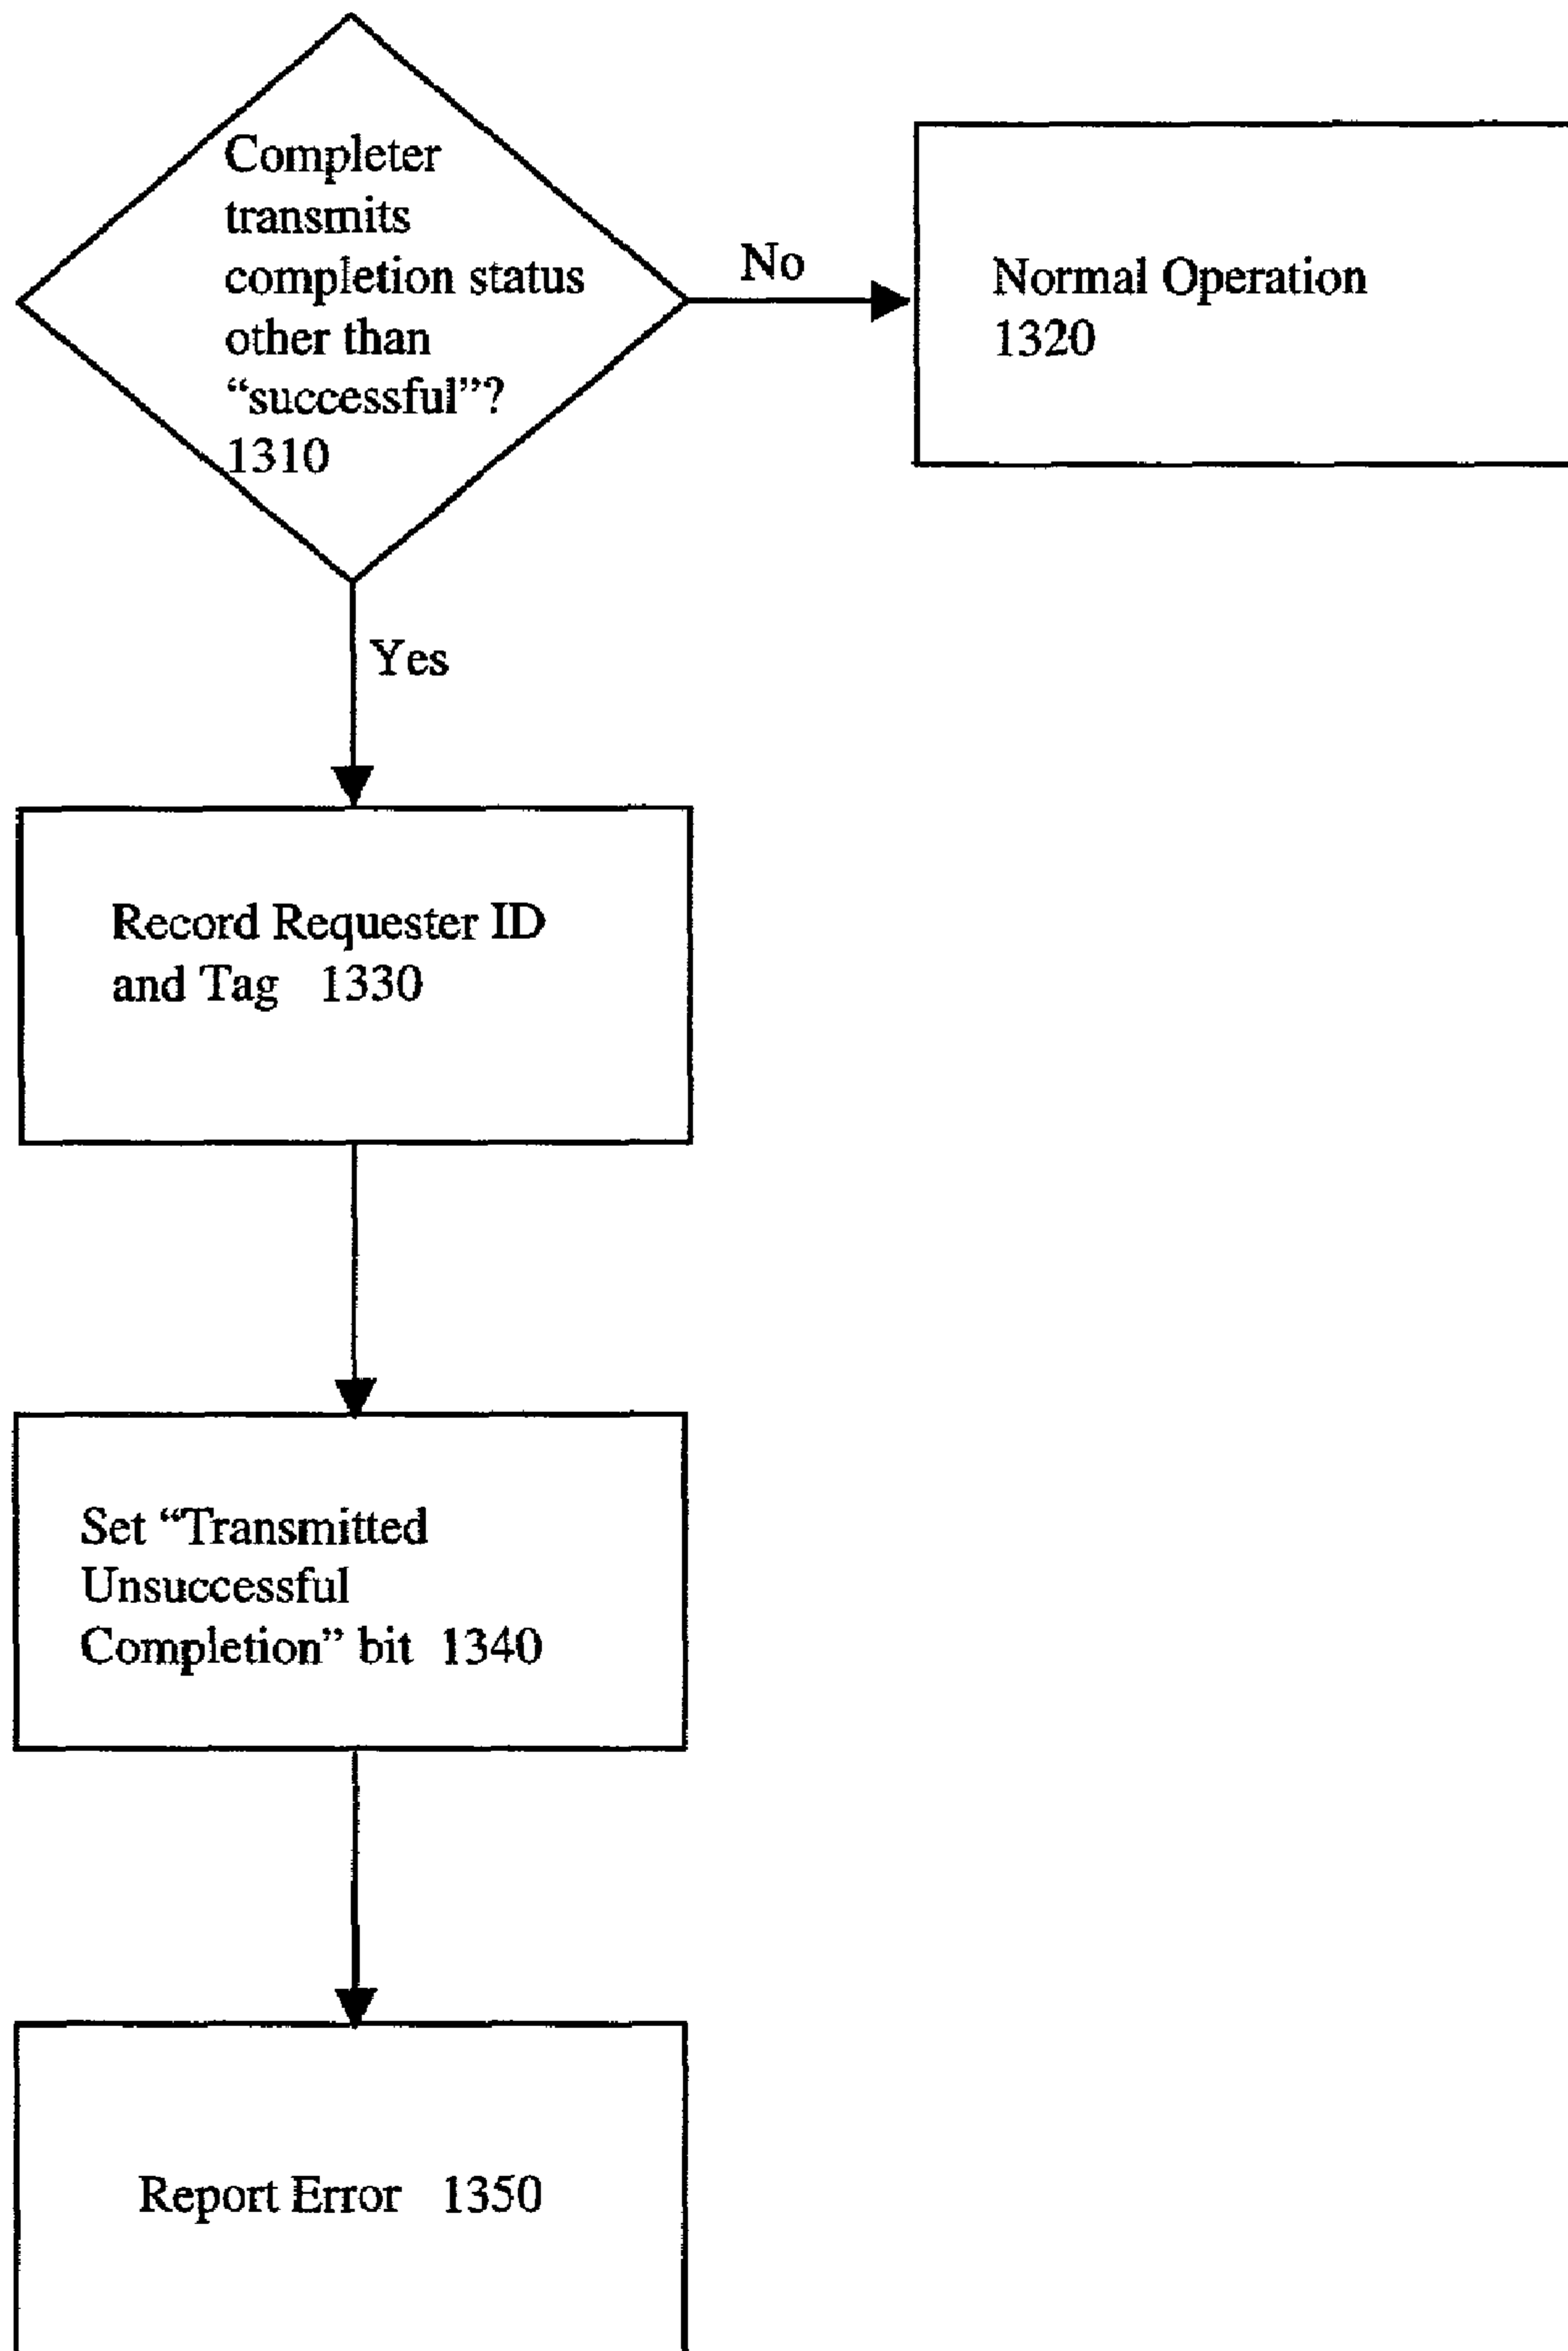 Completer
transmits
completion status
other than
“successful”?
1310
No
Normal Operation
1320
Yes
Record Requester ID
and Tag 1330
Set “Transmitted
Unsuccessful
Completion” bit 1340
Report Error 1350